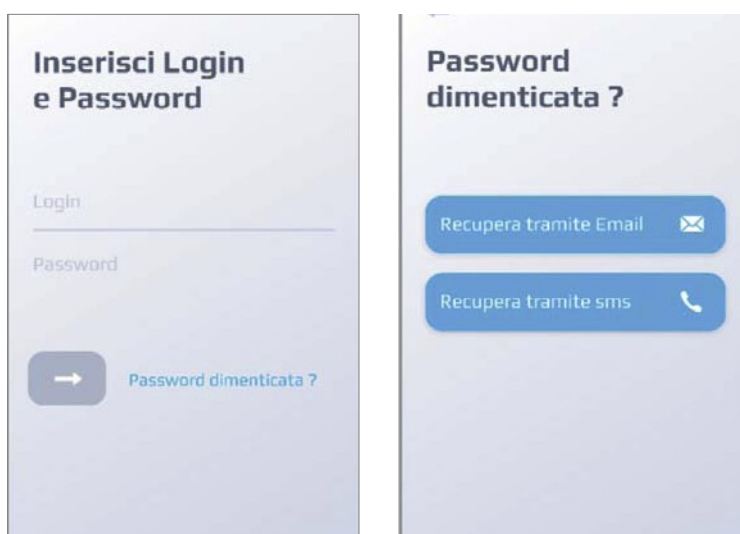 Inserisci Login
e Password
Login
Password
Password dimenticata ?
Password
dimenticata ?
Recupera tramite Email
Recupera tramite sms